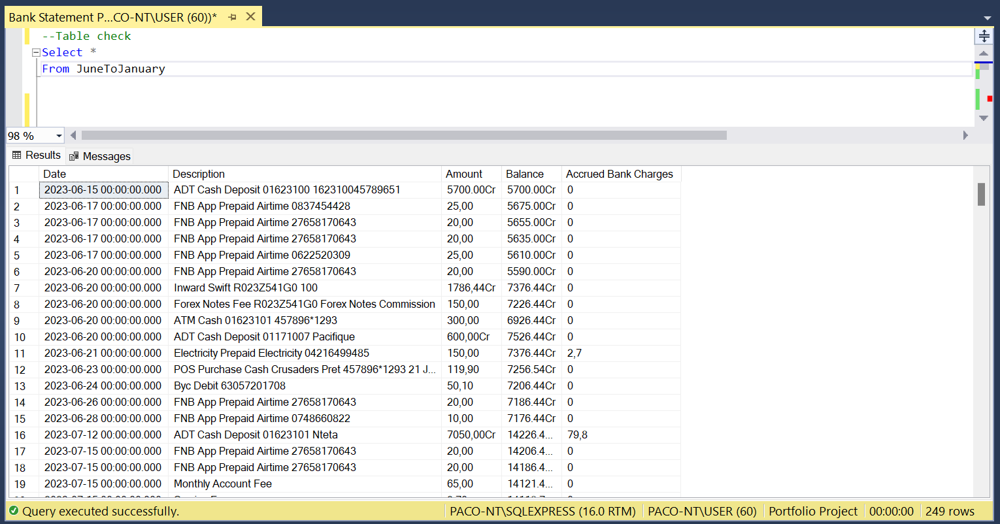 Bank Statement P...CO-NT\USER (60))*
--Table check
Select *
From JuneToJanuary
98 %
Results Messages
Date Description Amount Balance Accrued Bank Charges
1 2023-06-15 00:00:00.000 ADT Cash Deposit 01623100 162310045789651 5700.00Cr 5700.00Cr 0
2 2023-06-17 00:00:00.000 FNB App Prepaid Airtime 0837454428 25,00 5675.00Cr 0
3 2023-06-17 00:00:00.000 FNB App Prepaid Airtime 27658170643 20,00 5655.00Cr 0
4 2023-06-17 00:00:00.000 FNB App Prepaid Airtime 27658170643 20,00 5635.00Cr 0
5 2023-06-17 00:00:00.000 FNB App Prepaid Airtime 0622520309 25,00 5610.00Cr 0
6 2023-06-20 00:00:00.000 FNB App Prepaid Airtime 27658170643 20,00 5590.00Cr 0
7 2023-06-20 00:00:00.000 Inward Swift R023Z541G0 100 1786,44Cr 7376.44Cr 0
8 2023-06-20 00:00:00.000 Forex Notes Fee R023Z541G0 Forex Notes Commission 150,00 7226.44Cr 0
9 2023-06-20 00:00:00.000 ATM Cash 01623101 457896*1293 300,00 6926.44Cr 0
10 2023-06-20 00:00:00.000 ADT Cash Deposit 01171007 Pacifique 600,00Cr 7526.44Cr 0
11 2023-06-21 00:00:00.000 Electricity Prepaid Electricity 04216499485 150,00 7376.44Cr 2,7
12 2023-06-23 00:00:00.000 POS Purchase Cash Crusaders Pret 457896*1293 21 J... 119,90 7256.54Cr 0
13 2023-06-24 00:00:00.000 Byc Debit 63057201708 50,10 7206.44Cr 0
14 2023-06-26 00:00:00.000 FNB App Prepaid Airtime 27658170643 20,00 7186.44Cr 0
15 2023-06-28 00:00:00.000 FNB App Prepaid Airtime 0748660822 10,00 7176.44Cr 0
16 2023-07-12 00:00:00.000 ADT Cash Deposit 01623101 Nteta 7050,00Cr 14226.4... 79,8
17 2023-07-15 00:00:00.000 FNB App Prepaid Airtime 27658170643 20,00 14206.4... 0
18 2023-07-15 00:00:00.000 FNB App Prepaid Airtime 27658170643 20,00 14186.4... 0
19 2023-07-15 00:00:00.000 Monthly Account Fee 65,00 14121.4... 0
Query executed successfully. PACO-NT\SQLEXPRESS (16.0 RTM) PACO-NT\USER (60) Portfolio Project 00:00:00 249 rows